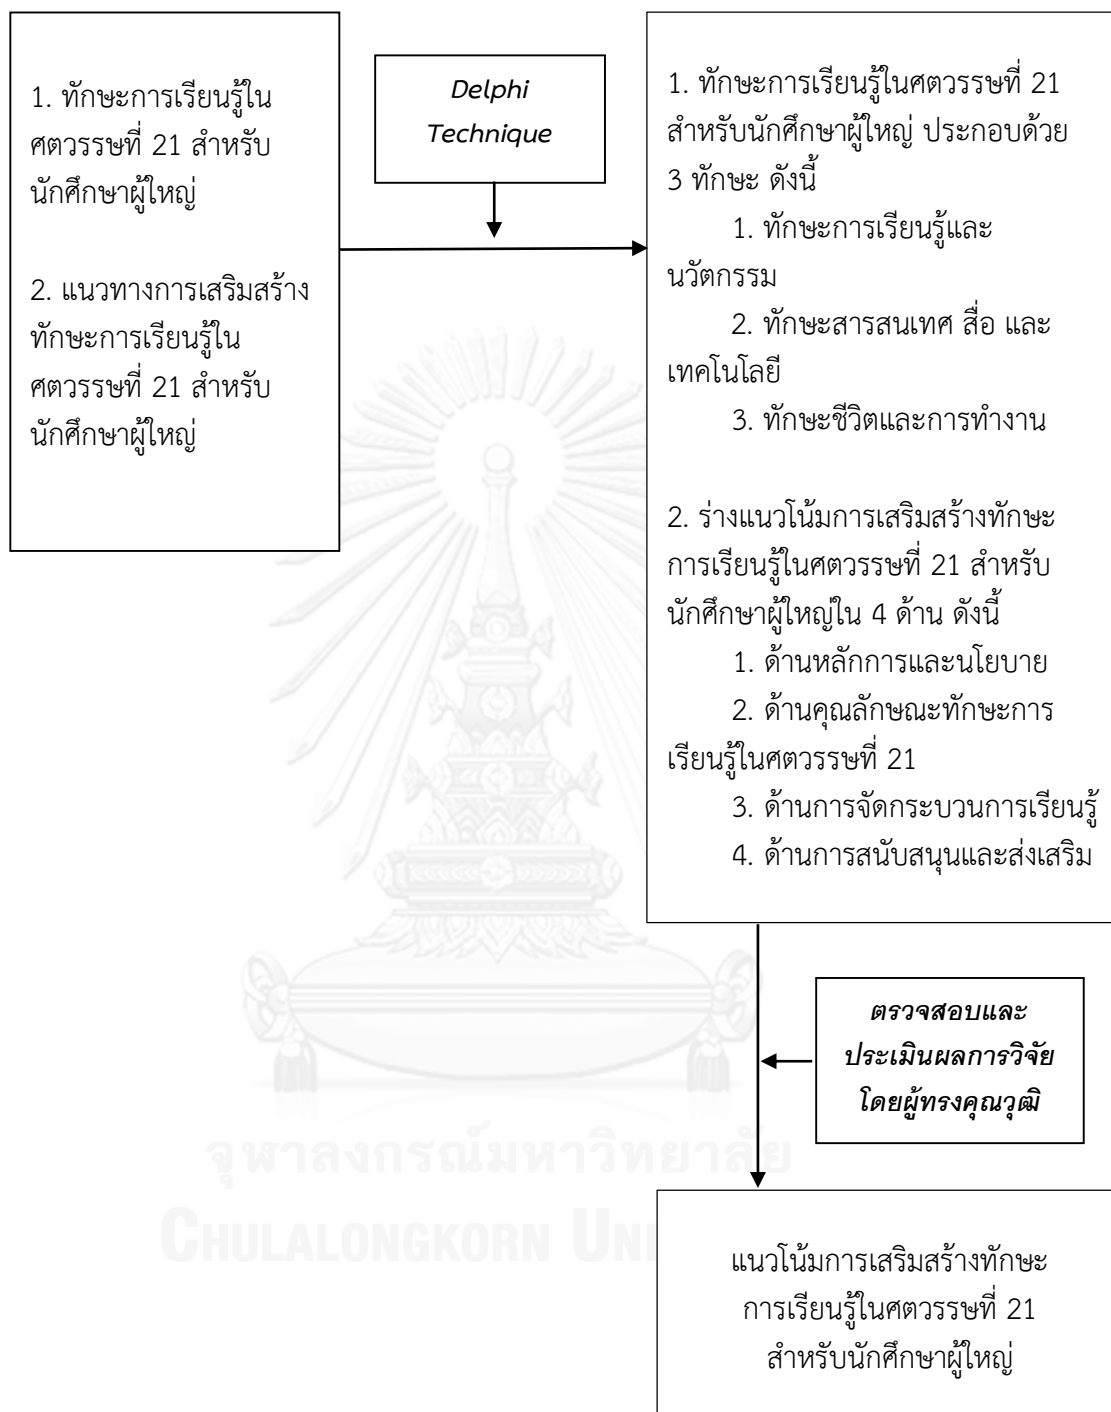 1. ทักษะการเรียนรู้ใน
ศตวรรษที่ 21 สำหรับ
นักศึกษาผู้ใหญ่
2. แนวทางการเสริมสร้าง
ทักษะการเรียนรู้ใน
ศตวรรษที่ 21 สำหรับ
นักศึกษาผู้ใหญ่
Delphi
Technique
1. ทักษะการเรียนรู้ในศตวรรษที่ 21
สำหรับนักศึกษาผู้ใหญ่ ประกอบด้วย
3 ทักษะ ดังนี้
1. ทักษะการเรียนรู้และ
นวัตกรรม
2. ทักษะสารสนเทศ สื่อ และ
เทคโนโลยี
3. ทักษะชีวิตและการทำงาน
2. ร่างแนวโน้มการเสริมสร้างทักษะ
การเรียนรู้ในศตวรรษที่ 21 สำหรับ
นักศึกษาผู้ใหญ่ใน 4 ด้าน ดังนี้
1. ด้านหลักการและนโยบาย
2. ด้านคุณลักษณะทักษะการ
เรียนรู้ในศตวรรษที่ 21
3. ด้านการจัดกระบวนการเรียนรู้
4. ด้านการสนับสนุนและส่งเสริม
ตรวจสอบและ
ประเมินผลการวิจัย
โดยผู้ทรงคุณวุฒิ
จุฬาลงกรณ์มหาวิทยาลัย
CHULALONGKORN
แนวโน้มการเสริมสร้างทักษะ
การเรียนรู้ในศตวรรษที่ 21
สำหรับนักศึกษาผู้ใหญ่